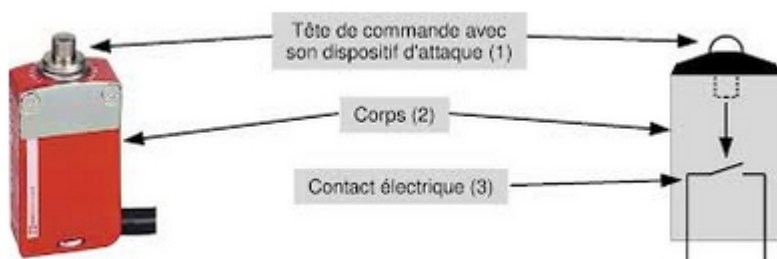 Tête de commande avec
son dispositif d'attaque (1)
Corps (2)
Contact électrique (3)